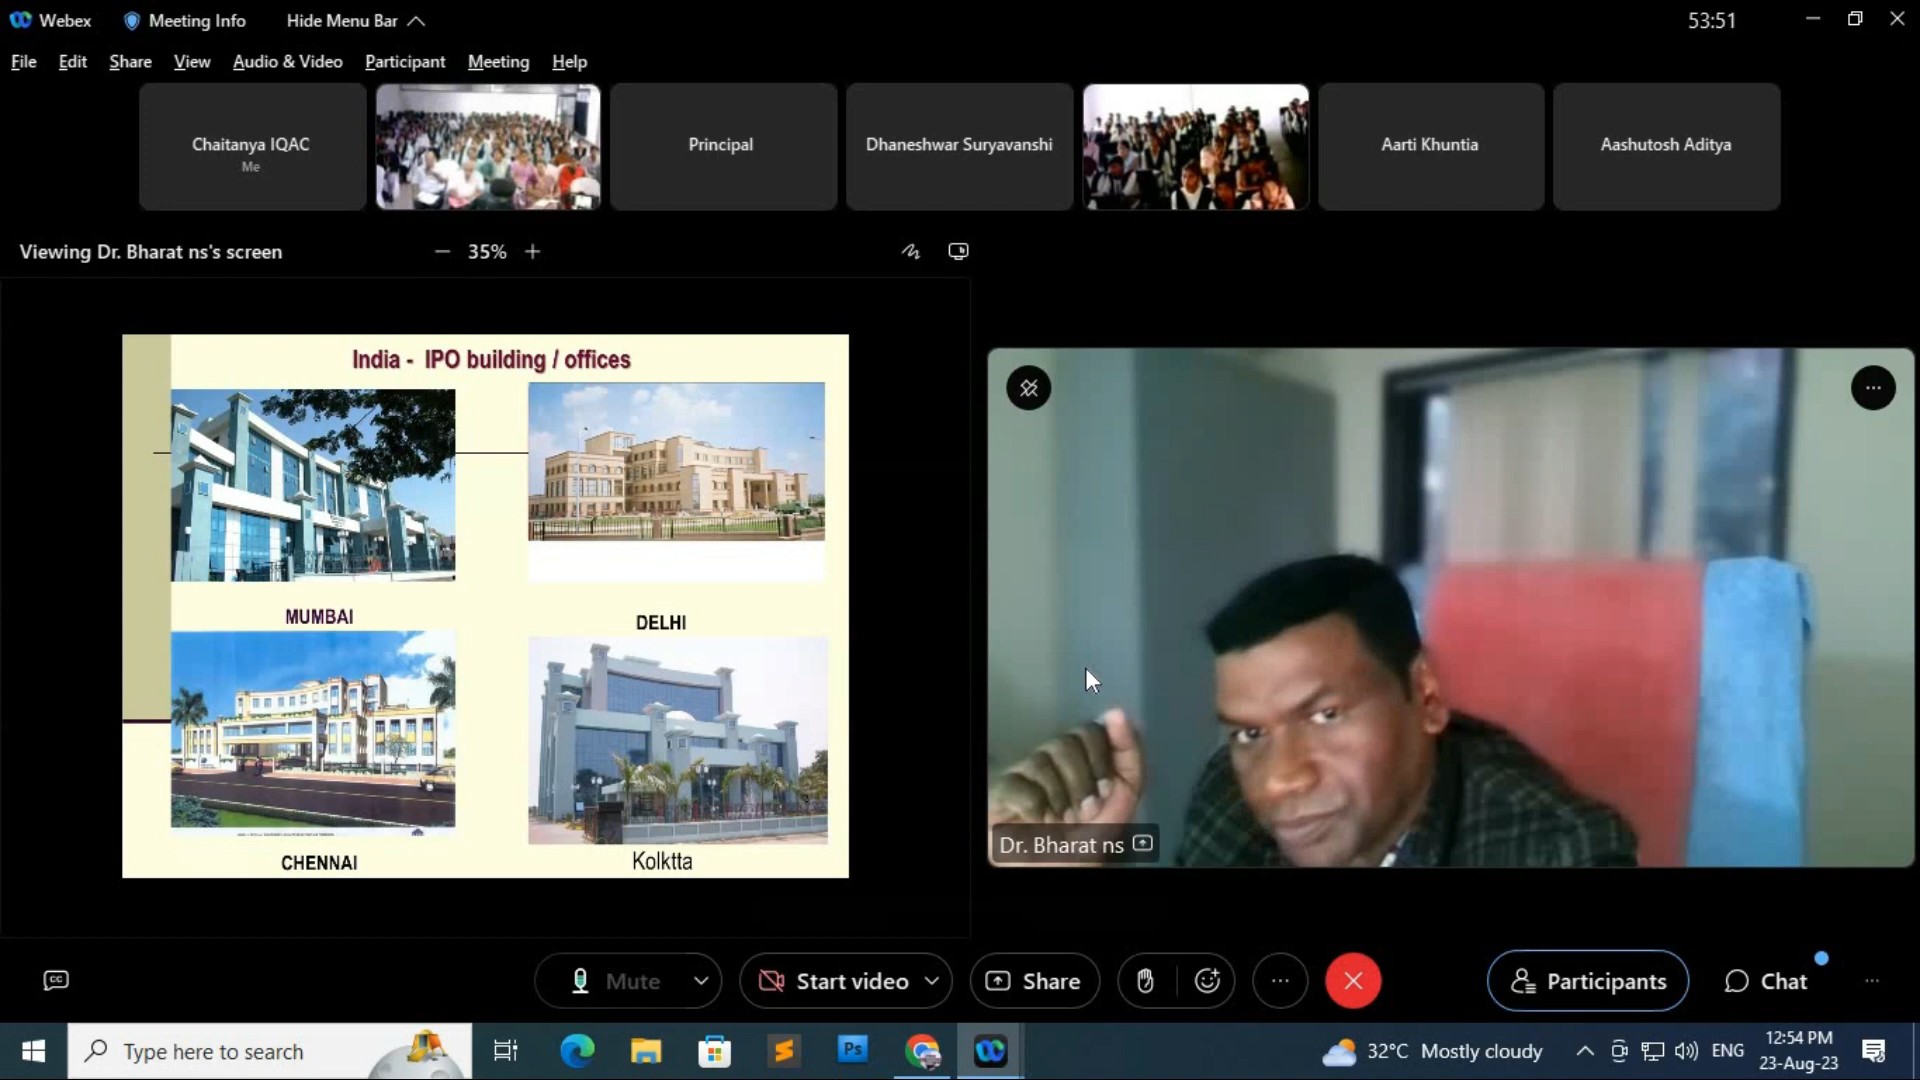 Webex Meeting Info Hide Menu Bar 53:51
File Edit Share View Audio & Video Participant Meeting Help
Chaitanya IQAC
Me
Principal
Dhaneshwar Suryavanshi
Aarti Khuntia
Aashutosh Aditya
Viewing Dr. Bharat ns's screen 35%
India - IPO building / offices
MUMBAI
DELHI
CHENNAI
Kolktta
Dr. Bharat ns
CC Mute Start video Share Participants Chat
Type here to search
Ps
32°C Mostly cloudy
ENG
12:54 PM
23-Aug-23